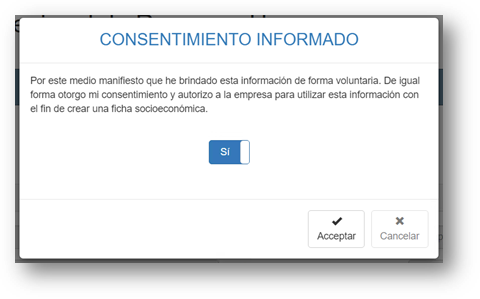 CONSENTIMIENTO INFORMADO
Por este medio manifiesto que he brindado esta información de forma voluntaria. De igual
forma otorgo mi consentimiento y autorizo a la empresa para utilizar esta información con
el fin de crear una ficha socioeconómica.
Sí
Acceptar Cancelar